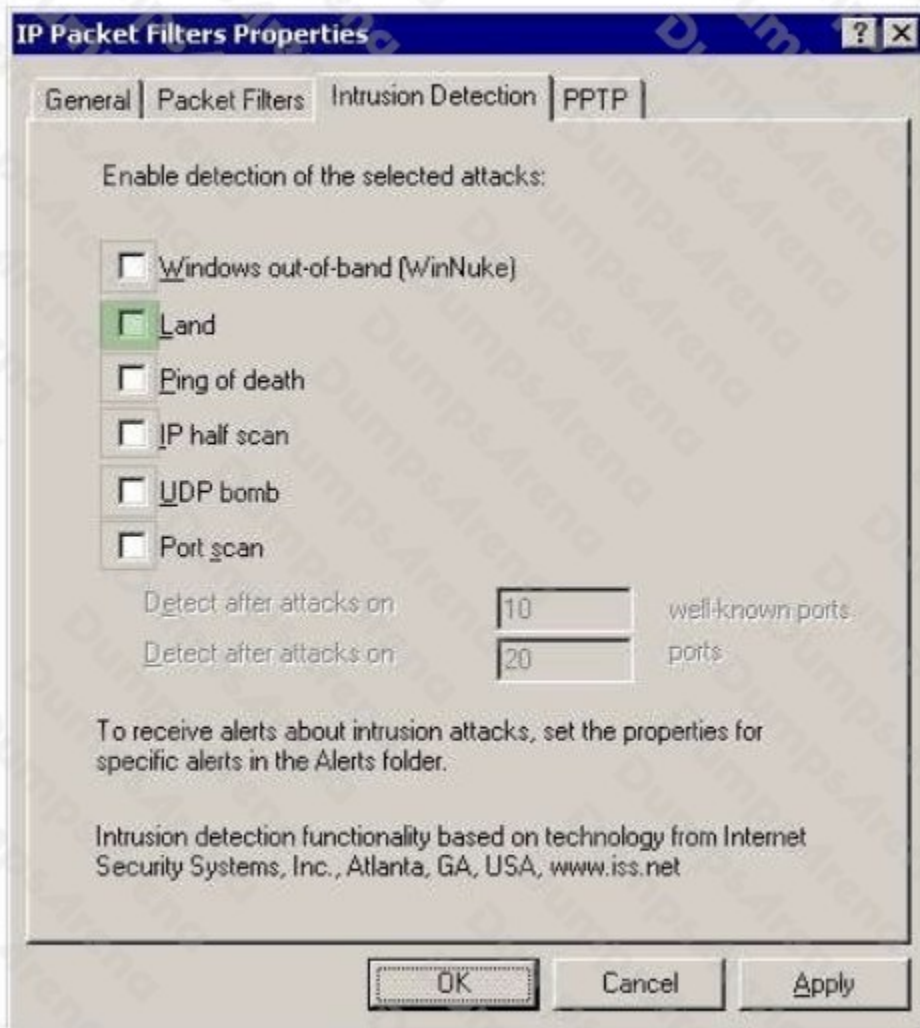 IP Packet Filters Properties
General Packet Filters Intrusion Detection PPTP
Enable detection of the selected attacks:
Windows out-of-band (WinNuke)
Land
Ping of death
IP half scan
UDP bomb
Port scan
Detect after attacks on 10 well-known ports
Detect after attacks on 20 ports
To receive alerts about intrusion attacks, set the properties for
specific alerts in the Alerts folder.
Intrusion detection functionality based on technology from Internet
Security Systems, Inc., Atlanta, GA, USA, www.iss.net
OK Cancel Apply
DumpsArena